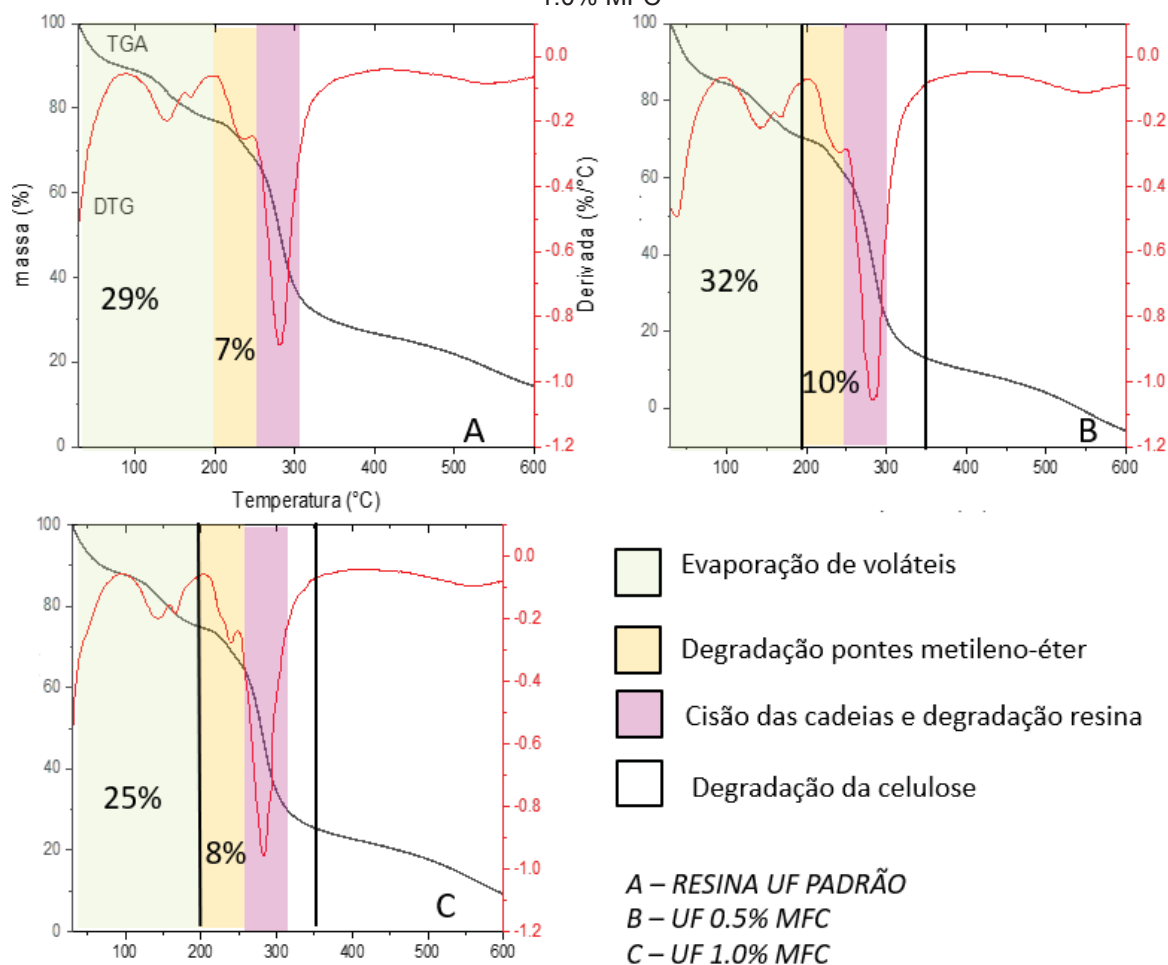 1.0% MFC
100
80
60
40
20
0
massa (%)
TGA
DTG
29%
7%
A
0.0
-0.2
-0.4
-0.6
-0.8
-1.0
-1.2
100 200 300 400 500 600
Temperatura (°C)
Derivada (%/°C)
100
80
60
40
20
0
32%
10%
B
0.0
-0.2
-0.4
-0.6
-0.8
-1.0
-1.2
100 200 300 400 500 600
100
80
60
40
20
0
25%
8%
C
0.0
-0.2
-0.4
-0.6
-0.8
-1.0
-1.2
100 200 300 400 500 600
Evaporação de voláteis
Degradação pontes metileno-éter
Cisão das cadeias e degradação resina
Degradação da celulose
A – RESINA UF PADRÃO
B – UF 0.5% MFC
C – UF 1.0% MFC